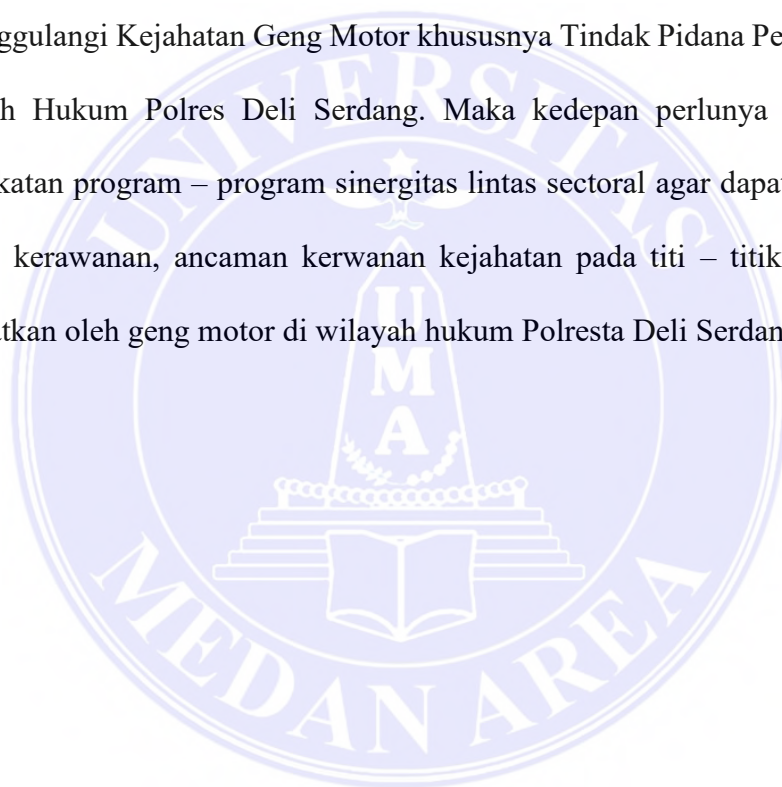 ggulangi Kejahatan Geng Motor khususnya Tindak Pidana Pe
h Hukum Polres Deli Serdang. Maka kedepan perlunya
katan program – program sinergitas lintas sectoral agar dapat
kerawanan, ancaman kerwanan kejahatan pada titi – titik
tkan oleh geng motor di wilayah hukum Polresta Deli Serdan
UNIVERSITAS
UMA
MEDAN AREA